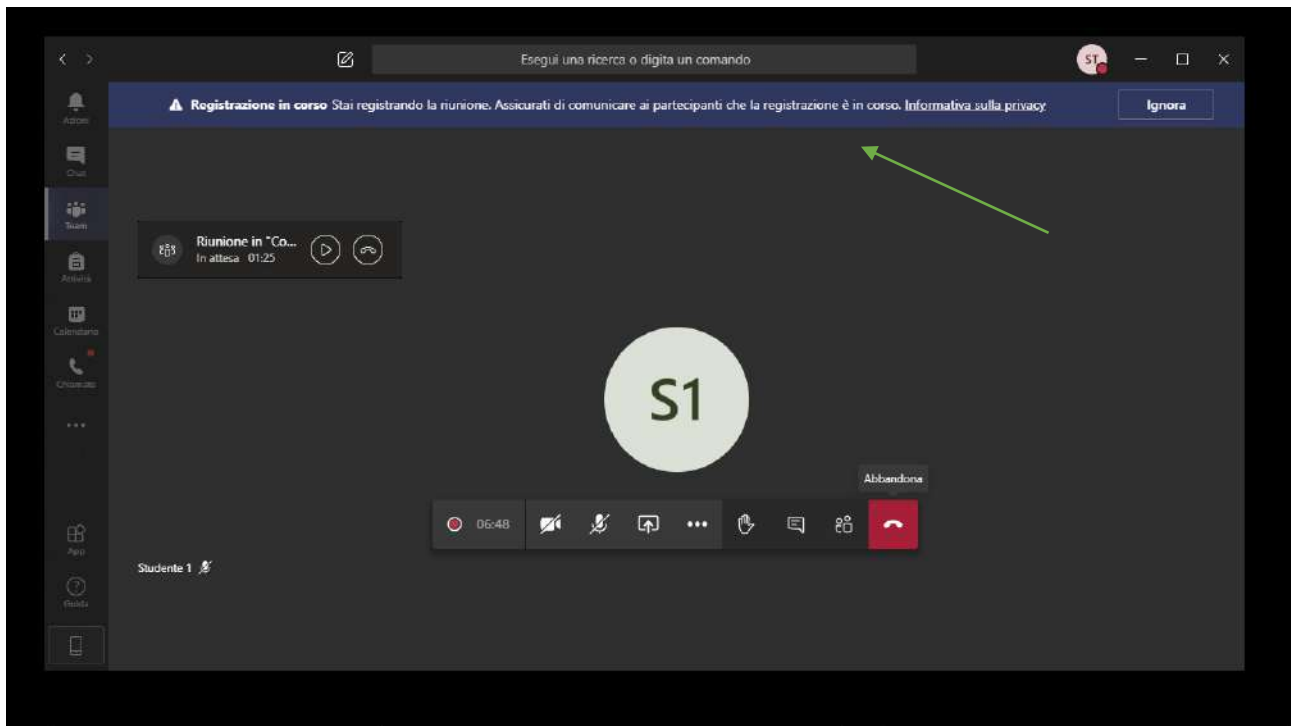 Esegui una ricerca o digita un comando
ST
Registrazione in corso Stai registrando la riunione. Assicurati di comunicare ai partecipanti che la registrazione è in corso. Informativa sulla privacy
Ignora
Chat
Team
Attività
Calendario
Chiamate
Riunione in "Co...
In attesa 01:25
S1
Abbandona
06:48
Studente 1
App
Guida